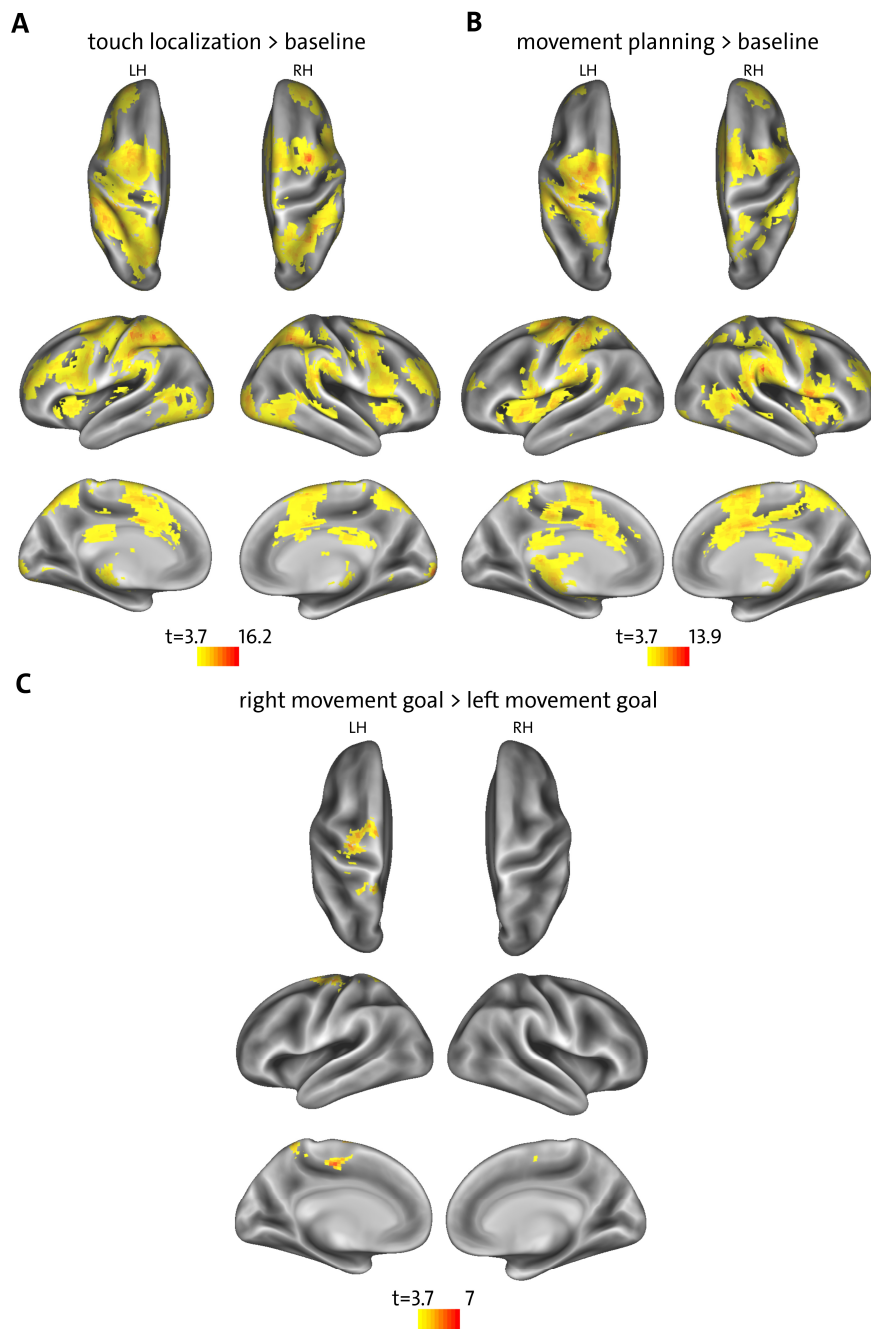 A
touch localization > baseline
LH RH
t=3.7 16.2
B
movement planning > baseline
LH RH
t=3.7 13.9
C
right movement goal > left movement goal
LH RH
t=3.7 7